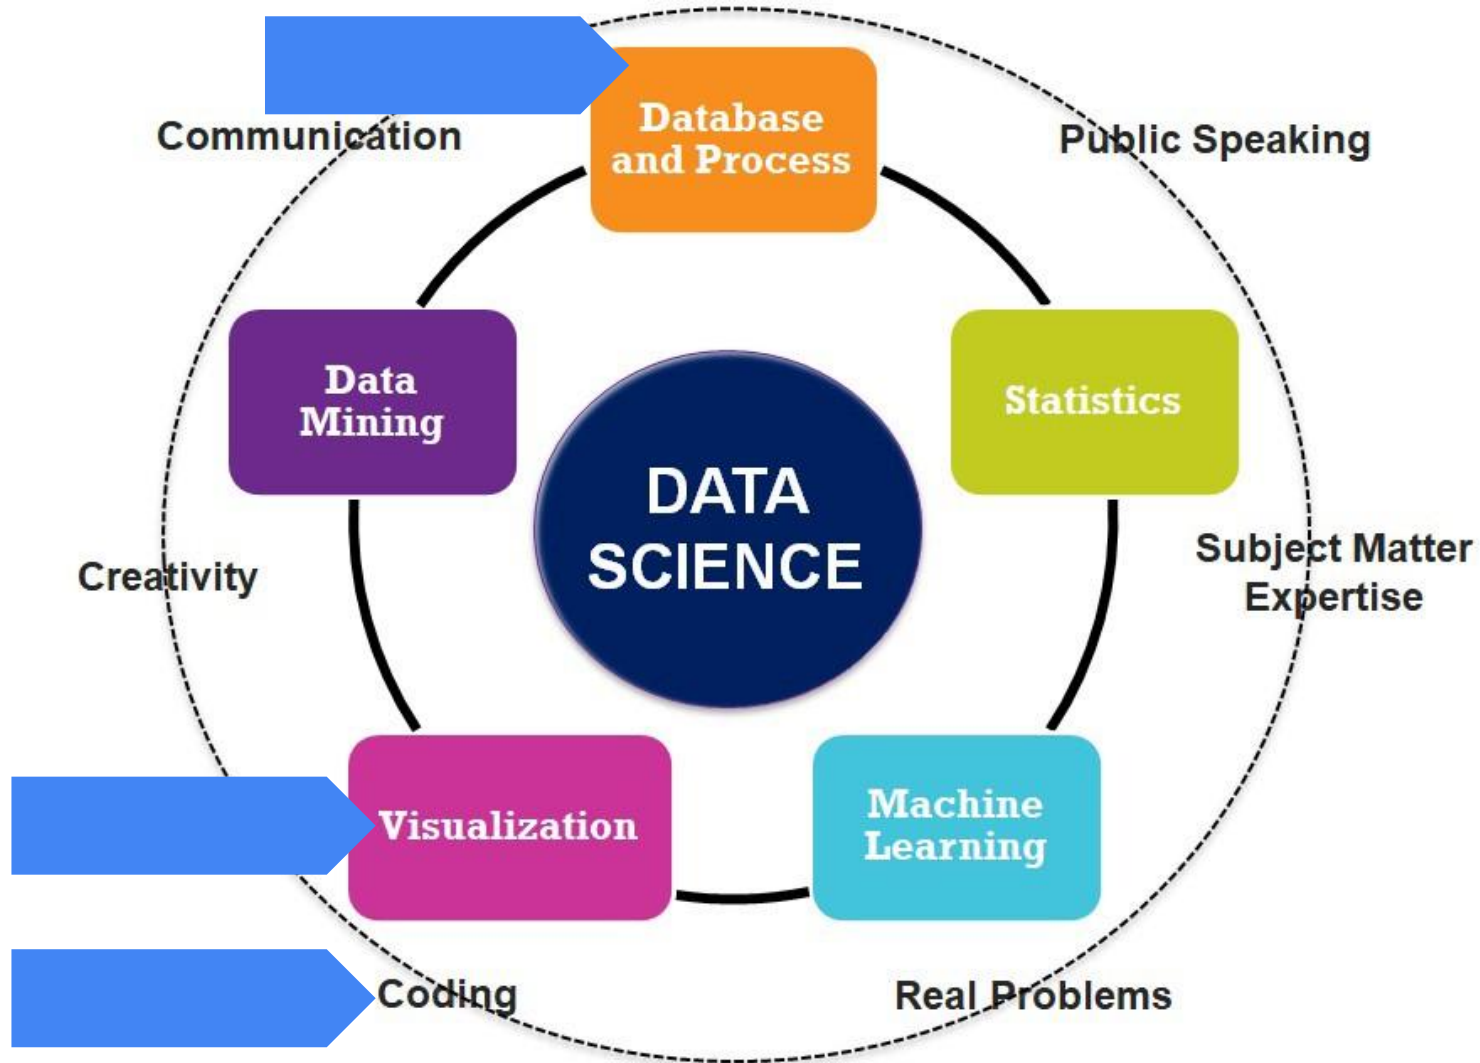 Communication
Database
and Process
Public Speaking
Data
Mining
Statistics
DATA
SCIENCE
Creativity
Subject Matter
Expertise
Visualization
Machine
Learning
Coding
Real Problems